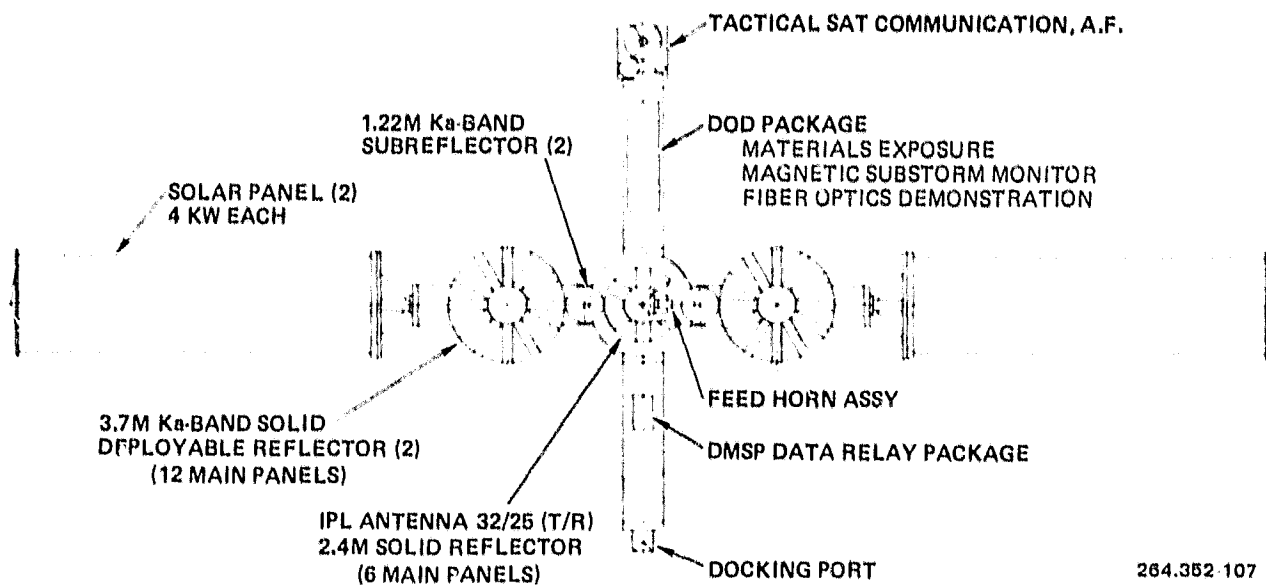 TACTICAL SAT COMMUNICATION, A.F.
1.22M Ka-BAND
SUBREFLECTOR (2)
DOD PACKAGE
MATERIALS EXPOSURE
MAGNETIC SUBSTORM MONITOR
FIBER OPTICS DEMONSTRATION
SOLAR PANEL (2)
4 KW EACH
3.7M Ka-BAND SOLID
DEPLOYABLE REFLECTOR (2)
(12 MAIN PANELS)
FEED HORN ASSY
DMSP DATA RELAY PACKAGE
IPL ANTENNA 32/25 (T/R)
2.4M SOLID REFLECTOR
(6 MAIN PANELS)
DOCKING PORT
264.352-107